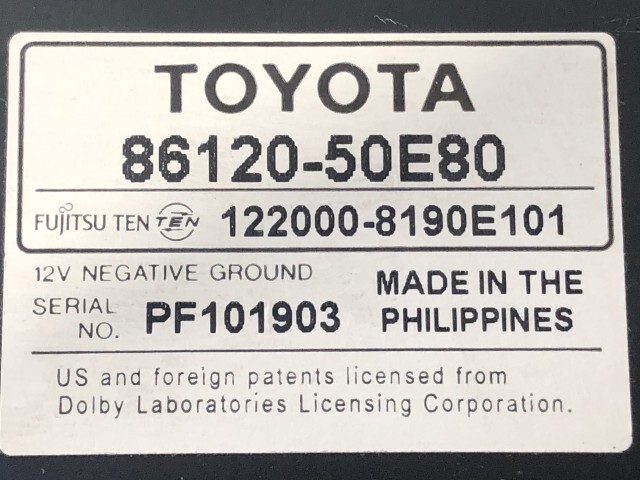 TOYOTA
86120-50E80
FUJITSU TEN TEN 122000-8190E101
12V NEGATIVE GROUND
SERIAL NO. PF101903
MADE IN THE
PHILIPPINES
US and foreign patents licensed from
Dolby Laboratories Licensing Corporation.